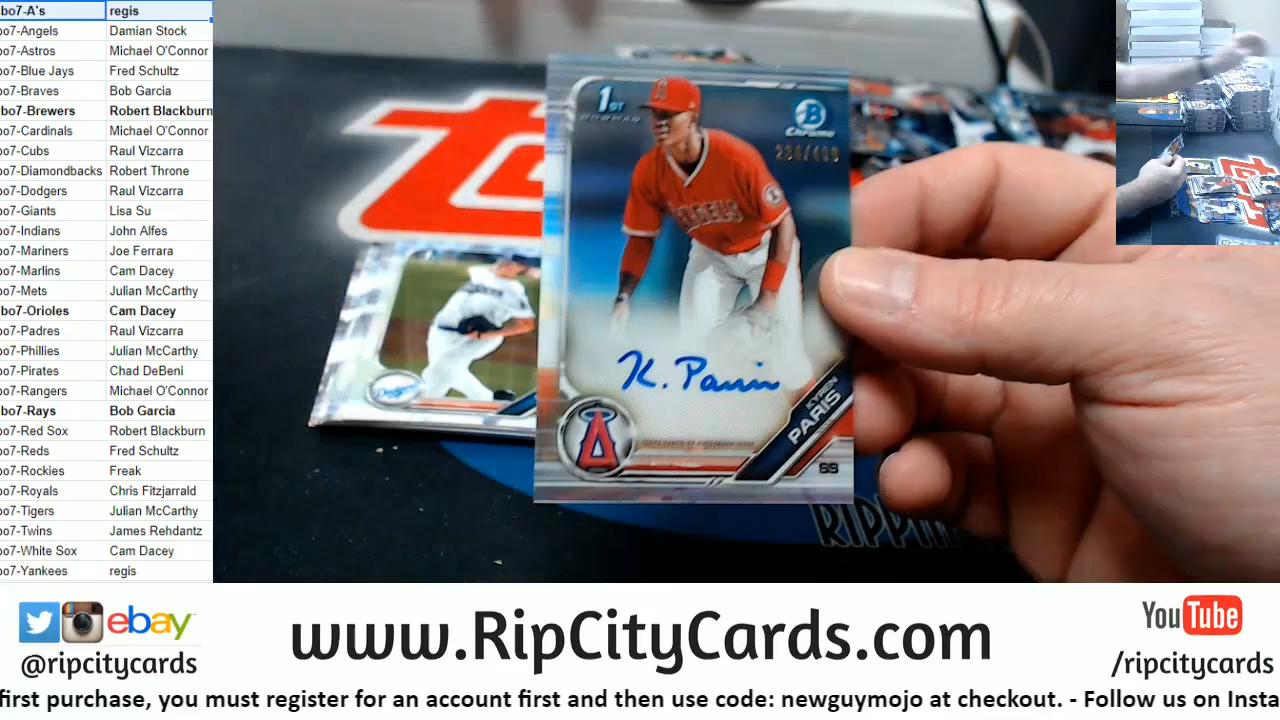 bo7-A's regis
bo7-Angels Damian Stock
bo7-Astros Michael O'Connor
bo7-Blue Jays Fred Schultz
bo7-Braves Bob Garcia
bo7-Brewers Robert Blackburn
bo7-Cardinals Michael O'Connor
bo7-Cubs Raul Vizcarra
bo7-Diamondbacks Robert Throne
bo7-Dodgers Raul Vizcarra
bo7-Giants Lisa Su
bo7-Indians John Alfes
bo7-Mariners Joe Ferrara
bo7-Marlins Cam Dacey
bo7-Mets Julian McCarthy
bo7-Orioles Cam Dacey
bo7-Padres Raul Vizcarra
bo7-Phillies Julian McCarthy
bo7-Pirates Chad DeBeni
bo7-Rangers Michael O'Connor
bo7-Rays Bob Garcia
bo7-Red Sox Robert Blackburn
bo7-Reds Fred Schultz
bo7-Rockies Freak
bo7-Royals Chris Fitzjarrald
bo7-Tigers Julian McCarthy
bo7-Twins James Rehdantz
bo7-White Sox Cam Dacey
bo7-Yankees regis
1ST
BOWMAN
B
Chrome
ANGELS
K. Paris
KYREN
PARIS
SS
A
Dodgers
RIPPIN
ebay
@ripcitycards
www.RipCityCards.com
YouTube
/ripcitycards
first purchase, you must register for an account first and then use code: newguymojo at checkout. - Follow us on Insta